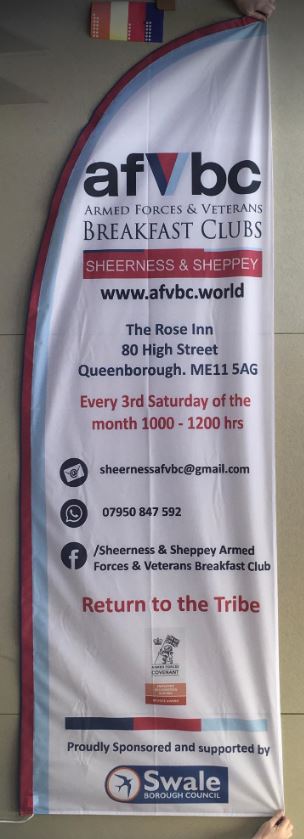 afVbc
ARMED FORCES & VETERANS
BREAKFAST CLUBS
SHEERNESS & SHEPPEY
www.afvbc.world
The Rose Inn
80 High Street
Queenborough. ME11 5AG
Every 3rd Saturday of the
month 1000 - 1200 hrs
sheernessafvbc@gmail.com
07950 847 592
/Sheerness & Sheppey Armed
Forces & Veterans Breakfast Club
Return to the Tribe
ARMED FORCES
COVENANT
Proudly Sponsored and supported by
Swale
BOROUGH COUNCIL